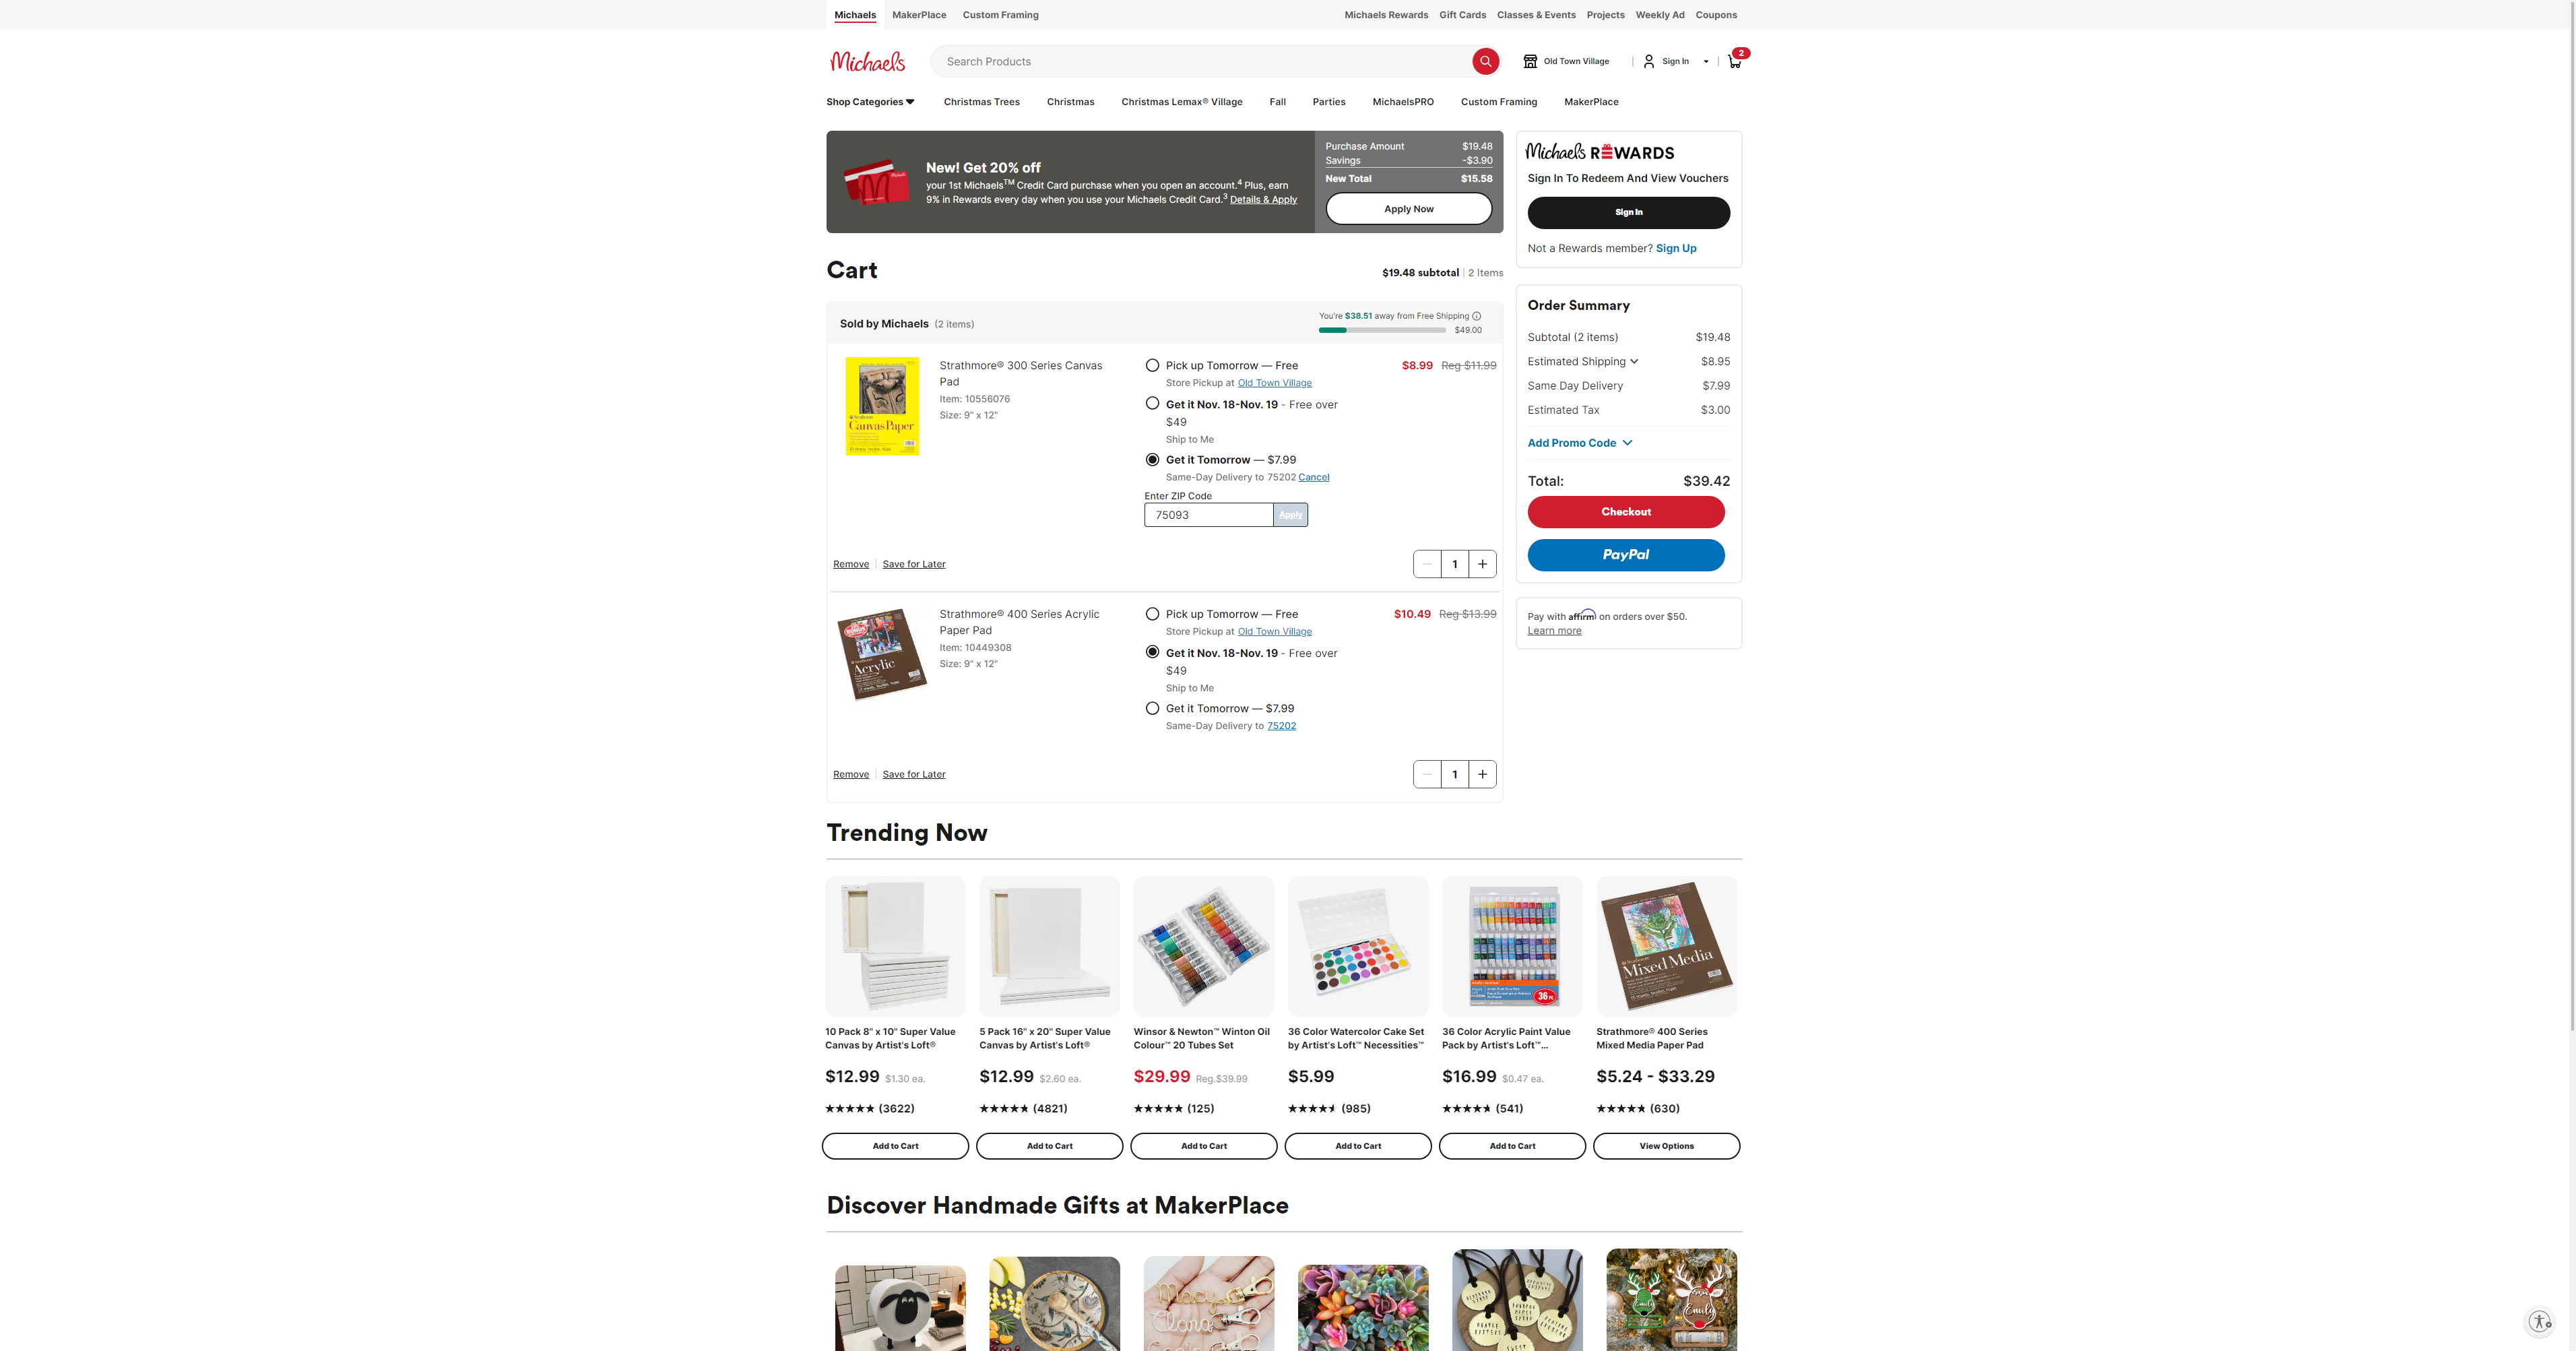 Michaels MakerPlace Custom Framing Michaels Rewards Gift Cards Classes & Events Projects Weekly Ad Coupons
Michaels Search Products Old Town Village | Sign In | 2
Shop Categories Christmas Trees Christmas Christmas Lemax® Village Fall Parties MichaelsPRO Custom Framing MakerPlace
New! Get 20% off
your 1st Michaels™ Credit Card purchase when you open an account.4 Plus, earn
9% in Rewards every day when you use your Michaels Credit Card.3 Details & Apply
Purchase Amount $19.48
Savings -$3.90
New Total $15.58
Apply Now
Michaels REWARDS
Sign In To Redeem And View Vouchers
Sign In
Not a Rewards member? Sign Up
Cart
$19.48 subtotal | 2 Items
Sold by Michaels (2 items)
You're $38.51 away from Free Shipping
$49.00
Canvas Paper
Strathmore® 300 Series Canvas
Pad
Item: 10556076
Size: 9" x 12"
Pick up Tomorrow — Free
Store Pickup at Old Town Village
Get it Nov. 18-Nov. 19 - Free over
$49
Ship to Me
Get it Tomorrow — $7.99
Same-Day Delivery to 75202 Cancel
Enter ZIP Code
75093 Apply
$8.99 Reg $11.99
Remove | Save for Later
1
BONUS
Acrylic
Strathmore® 400 Series Acrylic
Paper Pad
Item: 10449308
Size: 9" x 12"
Pick up Tomorrow — Free
Store Pickup at Old Town Village
Get it Nov. 18-Nov. 19 - Free over
$49
Ship to Me
Get it Tomorrow — $7.99
Same-Day Delivery to 75202
$10.49 Reg $13.99
Remove | Save for Later
1
Order Summary
Subtotal (2 items) $19.48
Estimated Shipping $8.95
Same Day Delivery $7.99
Estimated Tax $3.00
Add Promo Code
Total: $39.42
Checkout
PayPal
Pay with affirm on orders over $50.
Learn more
Trending Now
36
Mixed Media
10 Pack 8" x 10" Super Value
Canvas by Artist's Loft®
$12.99 $1.30 ea.
(3622)
Add to Cart
5 Pack 16" x 20" Super Value
Canvas by Artist's Loft®
$12.99 $2.60 ea.
(4821)
Add to Cart
Winsor & Newton™ Winton Oil
Colour™ 20 Tubes Set
$29.99 Reg.$39.99
(125)
Add to Cart
36 Color Watercolor Cake Set
by Artist's Loft™ Necessities™
$5.99
(985)
Add to Cart
36 Color Acrylic Paint Value
Pack by Artist's Loft™...
$16.99 $0.47 ea.
(541)
Add to Cart
Strathmore® 400 Series
Mixed Media Paper Pad
$5.24 - $33.29
(630)
View Options
Discover Handmade Gifts at MakerPlace
Macy
Clara
Emily
Emily